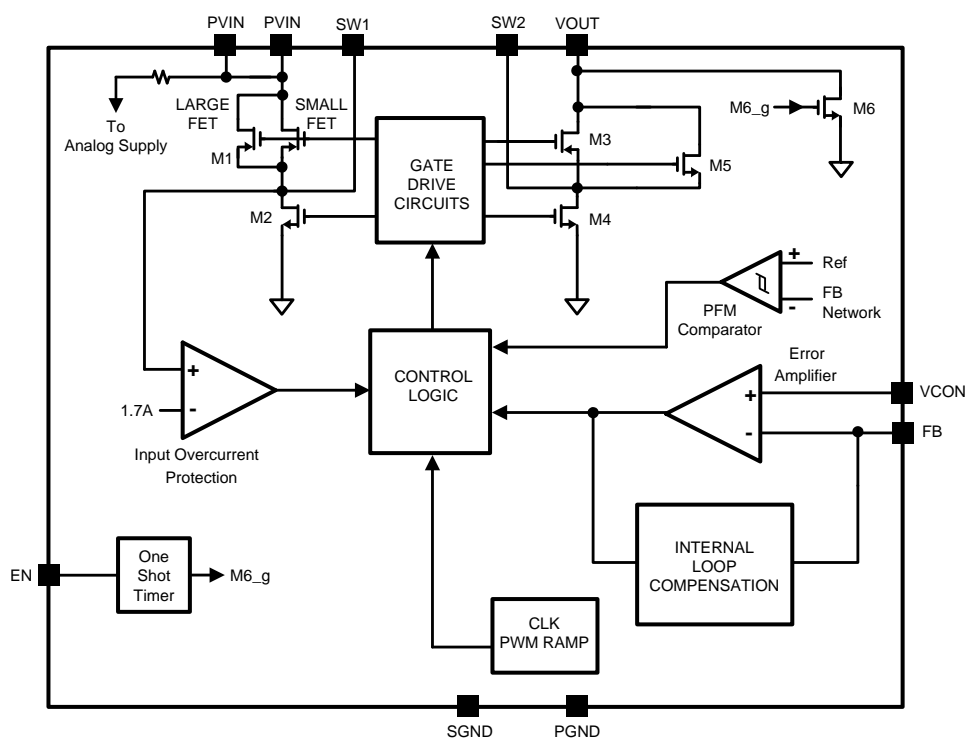 PVIN
PVIN
SW1
SW2
VOUT
To
Analog Supply
LARGE
FET
SMALL
FET
M1
M2
GATE
DRIVE
CIRCUITS
M3
M5
M4
M6_g
M6
Ref
FB
Network
+
-
PFM
Comparator
Error
Amplifier
+
-
VCON
FB
CONTROL
LOGIC
+
-
1.7A
Input Overcurrent
Protection
INTERNAL
LOOP
COMPENSATION
EN
One
Shot
Timer
M6_g
CLK
PWM RAMP
SGND
PGND